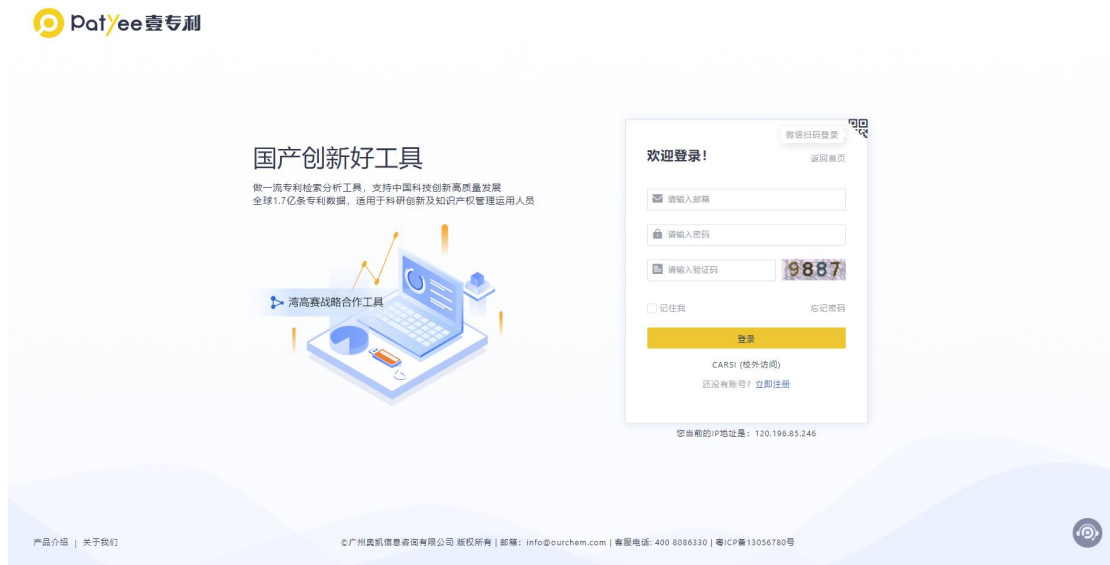 Patyee壹专利
微信扫码登录
国产创新好工具
欢迎登录！
返回首页
做一流专利检索分析工具，支持中国科技创新高质量发展
全球1.7亿条专利数据，适用于科研创新及知识产权管理运用人员
请输入邮箱
请输入密码
请输入验证码
9887
湾高赛战略合作工具
记住我
忘记密码
登录
CARSI (校外访问)
还没有账号？立即注册
您当前的IP地址是：120.196.85.246
产品介绍 | 关于我们
©广州奥凯信息咨询有限公司 版权所有 | 邮箱：info@ourchem.com | 客服电话: 400 8086330 | 粤ICP备13056780号